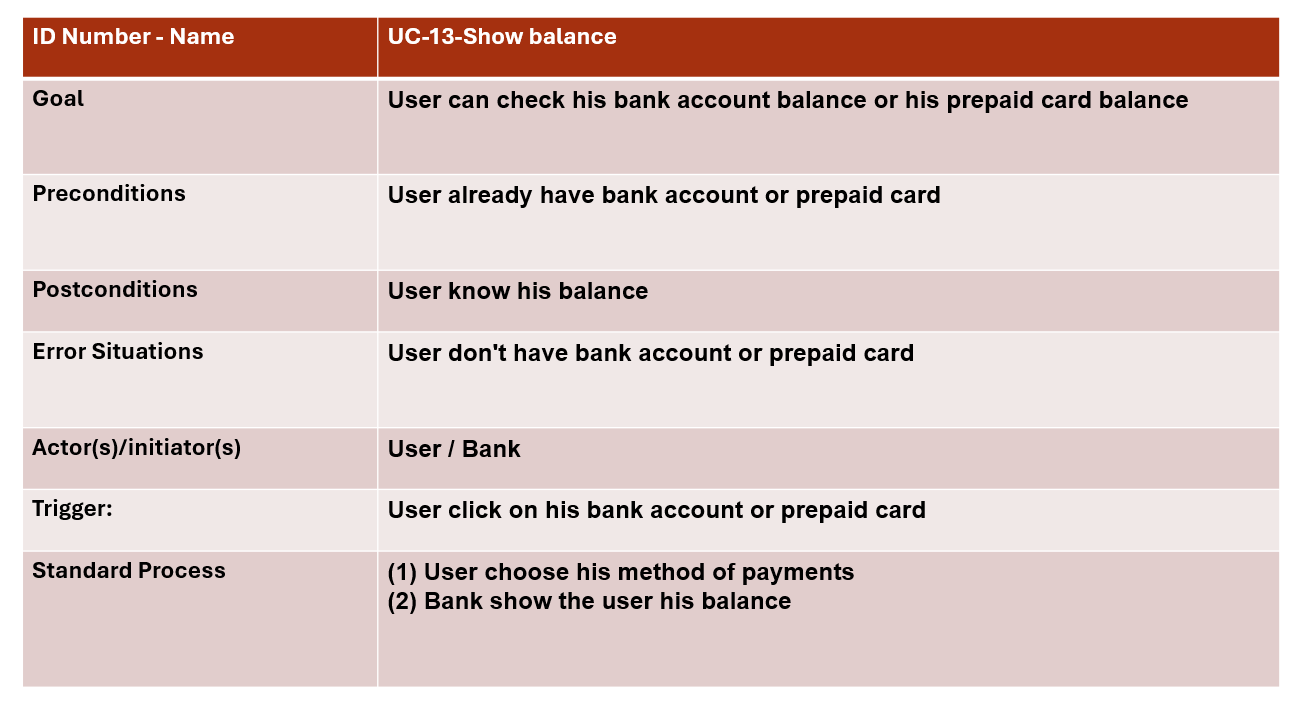 ID Number - Name
UC-13-Show balance
Goal
User can check his bank account balance or his prepaid card balance
Preconditions
User already have bank account or prepaid card
Postconditions
User know his balance
Error Situations
User don't have bank account or prepaid card
Actor(s)/initiator(s)
User / Bank
Trigger:
User click on his bank account or prepaid card
Standard Process
(1) User choose his method of payments
(2) Bank show the user his balance